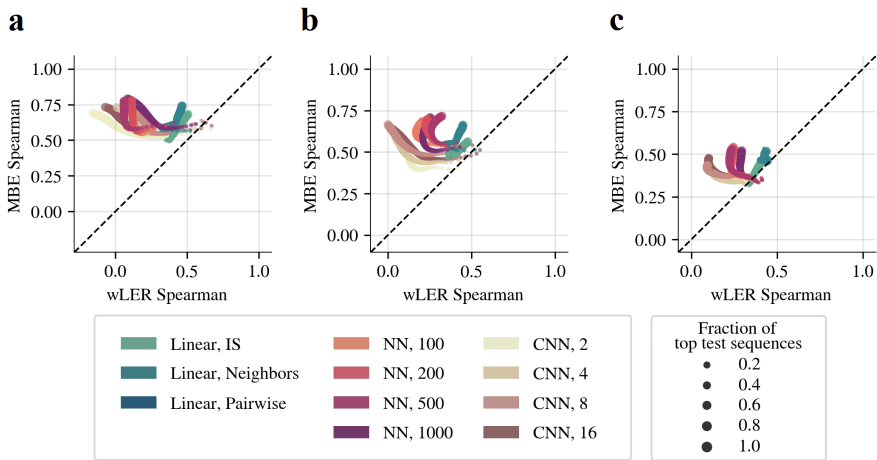 a
b
c
1.00
0.75
0.50
0.25
0.00
MBE Spearman
0.0
0.5
1.0
wLER Spearman
1.00
0.75
0.50
0.25
0.00
MBE Spearman
0.0
0.5
1.0
wLER Spearman
1.00
0.75
0.50
0.25
0.00
MBE Spearman
0.0
0.5
1.0
wLER Spearman
Linear, IS
Linear, Neighbors
Linear, Pairwise
NN, 100
NN, 200
NN, 500
NN, 1000
CNN, 2
CNN, 4
CNN, 8
CNN, 16
Fraction of
top test sequences
0.2
0.4
0.6
0.8
1.0